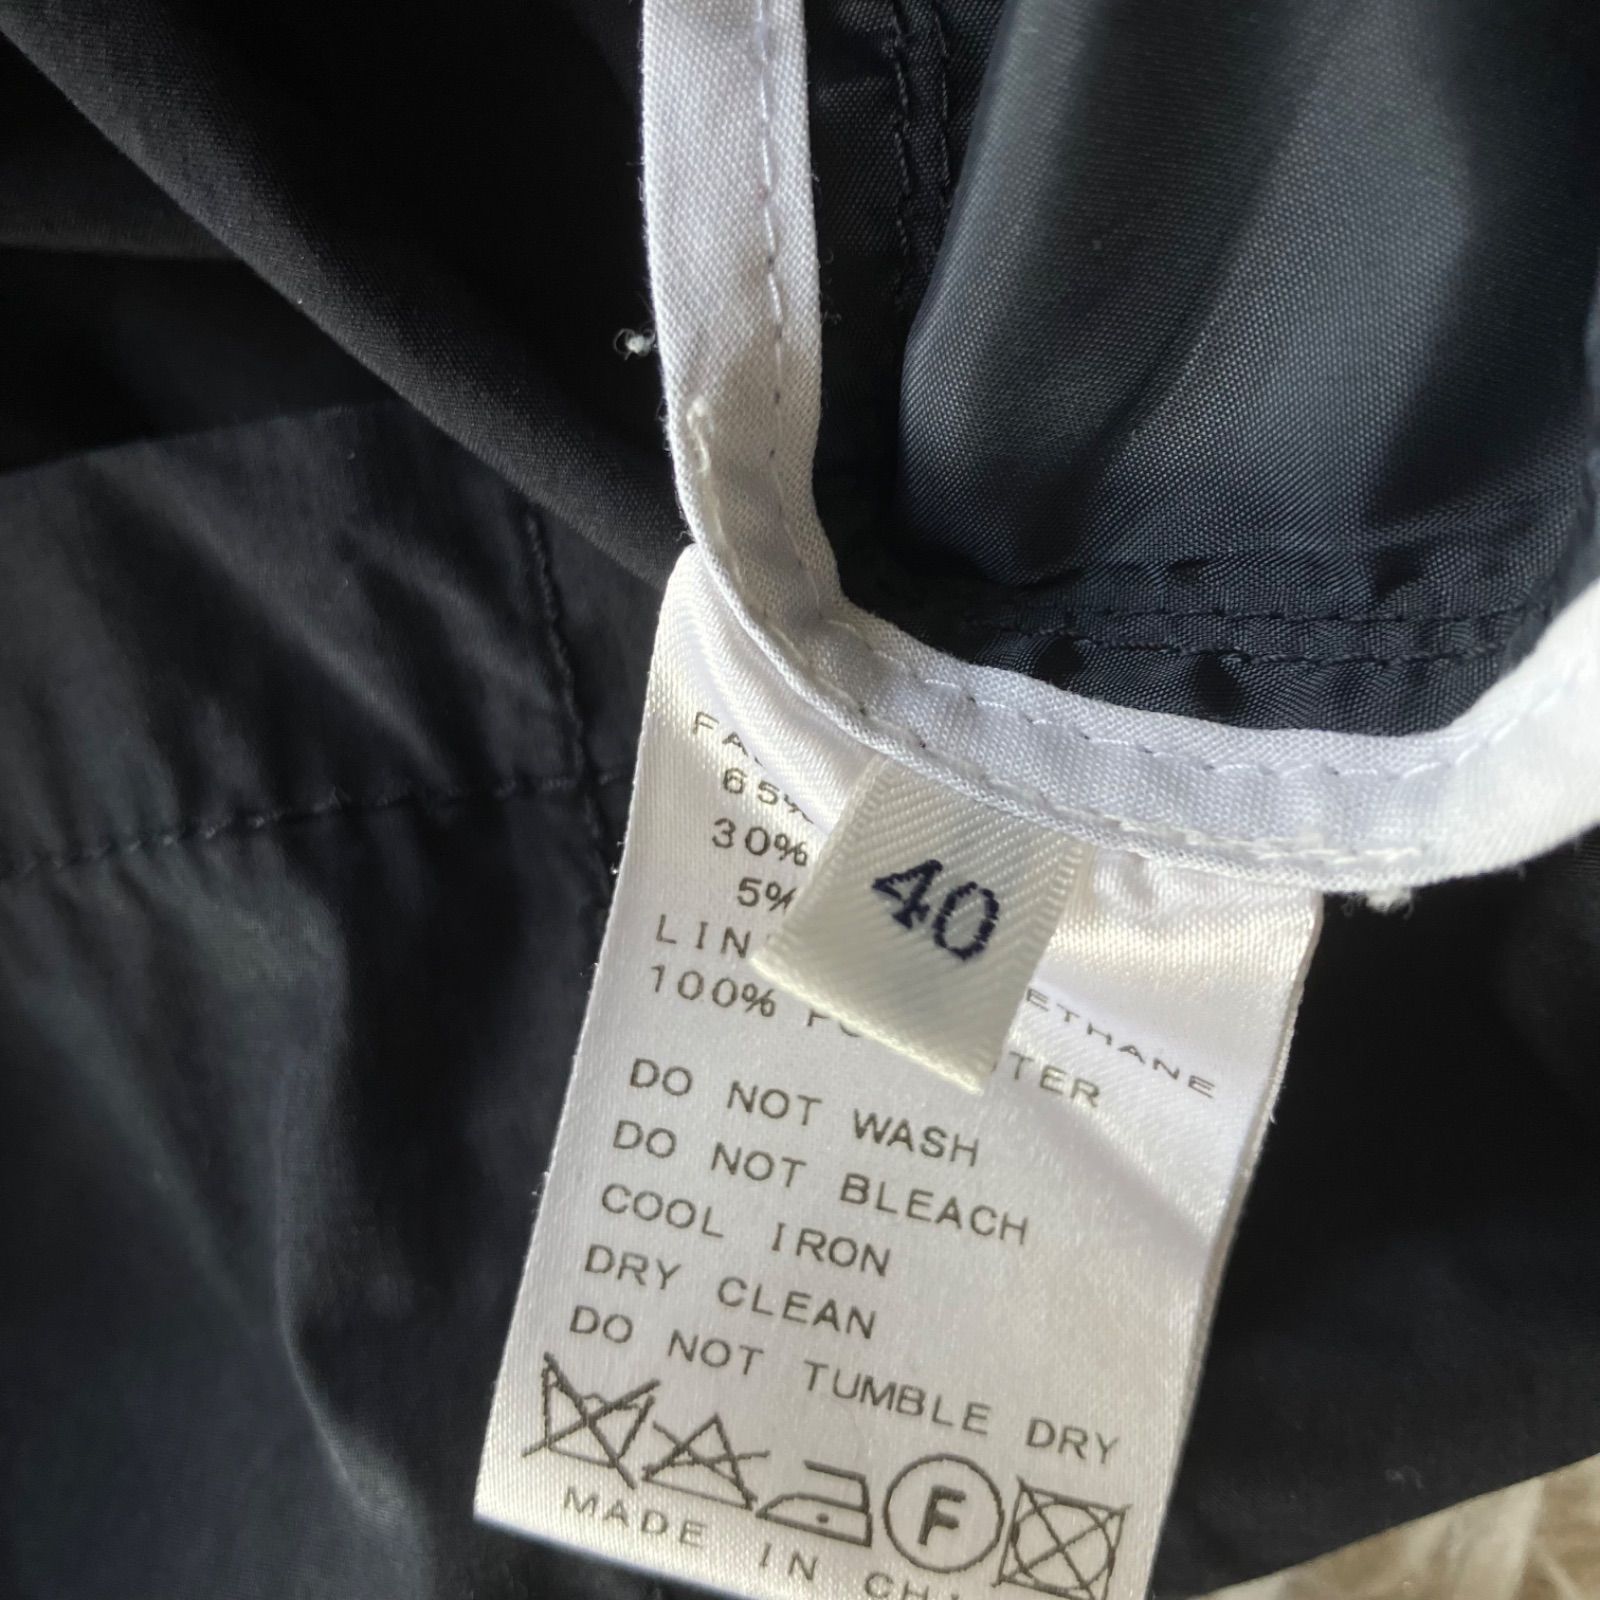 65%
30%
5%
40
100%
DO NOT WASH
DO NOT BLEACH
COOL IRON
DRY CLEAN
DO NOT TUMBLE DRY
F
MADE IN